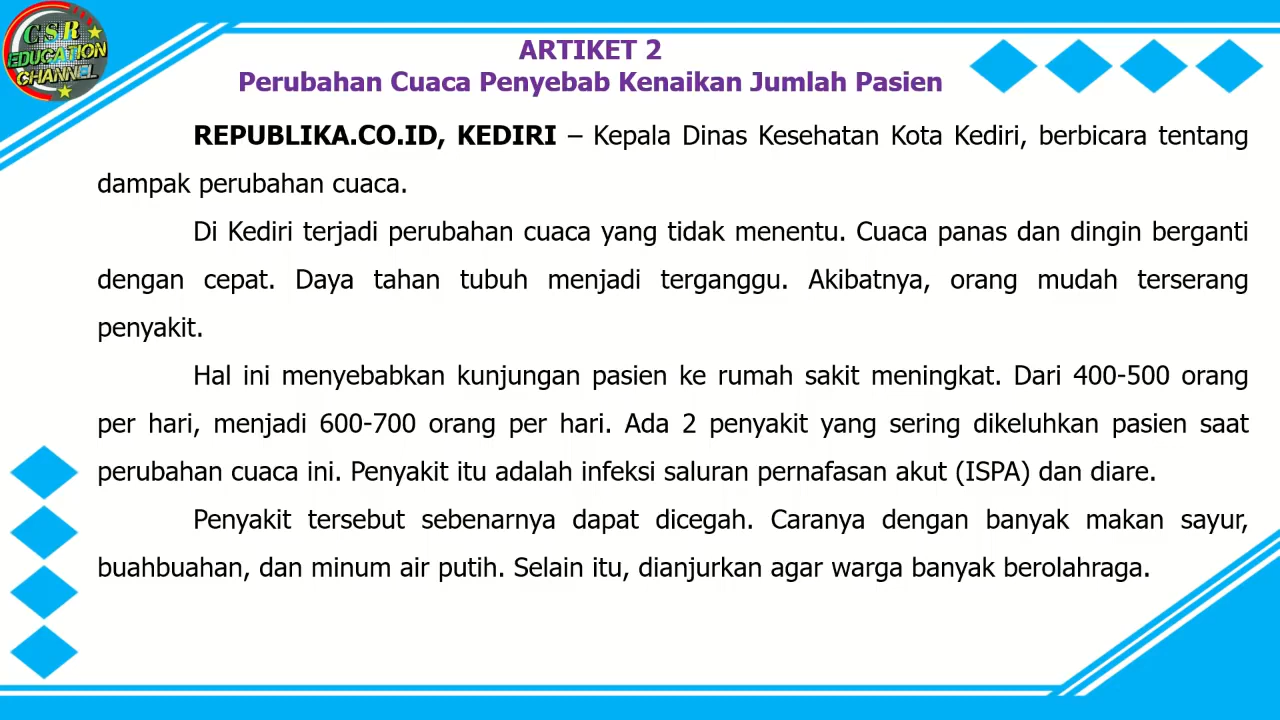 CSR
EDUCATION
CHANNEL
ARTIKET 2
Perubahan Cuaca Penyebab Kenaikan Jumlah Pasien
REPUBLIKA.CO.ID, KEDIRI – Kepala Dinas Kesehatan Kota Kediri, berbicara tentang
dampak perubahan cuaca.
Di Kediri terjadi perubahan cuaca yang tidak menentu. Cuaca panas dan dingin berganti
dengan cepat. Daya tahan tubuh menjadi terganggu. Akibatnya, orang mudah terserang
penyakit.
Hal ini menyebabkan kunjungan pasien ke rumah sakit meningkat. Dari 400-500 orang
per hari, menjadi 600-700 orang per hari. Ada 2 penyakit yang sering dikeluhkan pasien saat
perubahan cuaca ini. Penyakit itu adalah infeksi saluran pernafasan akut (ISPA) dan diare.
Penyakit tersebut sebenarnya dapat dicegah. Caranya dengan banyak makan sayur,
buahbuahan, dan minum air putih. Selain itu, dianjurkan agar warga banyak berolahraga.